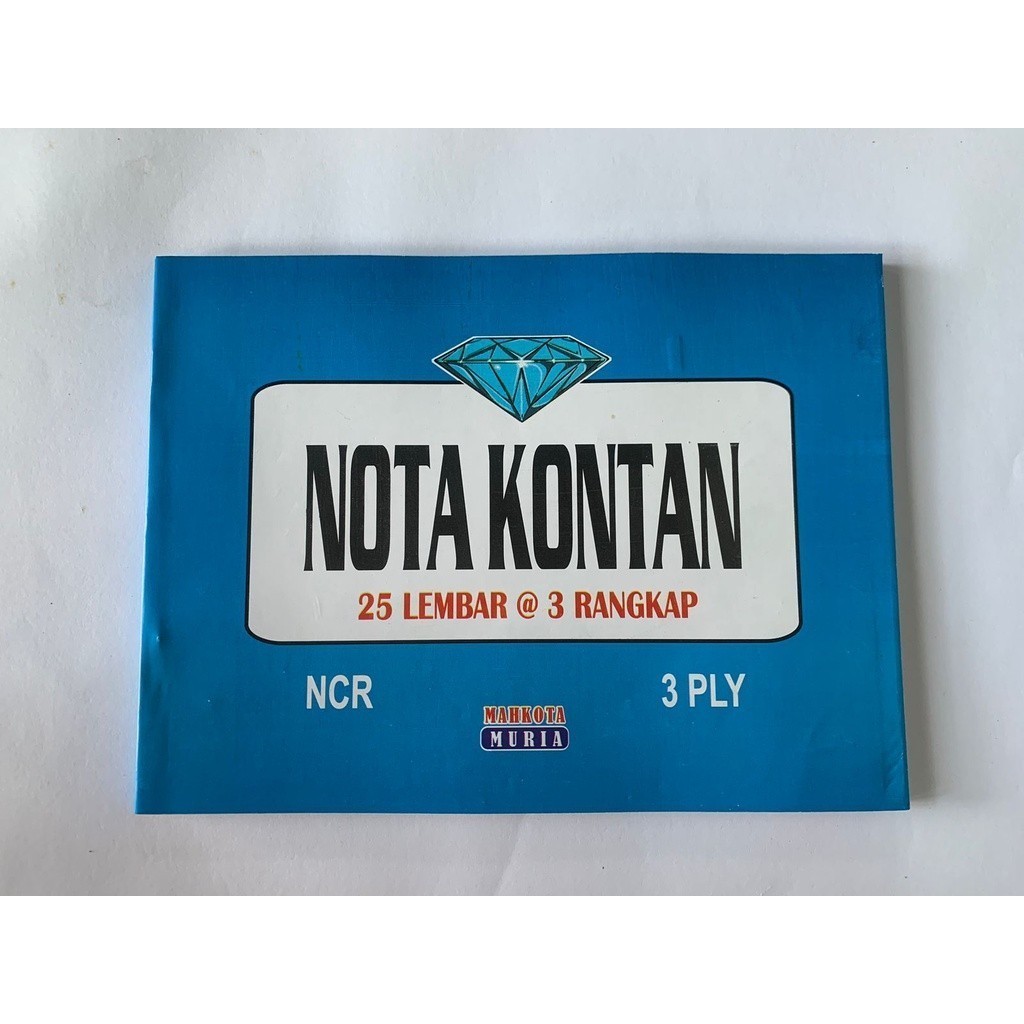 NOTA KONTAN
25 LEMBAR @ 3 RANGKAP
NCR
3 PLY
MAHKOTA
MURIA